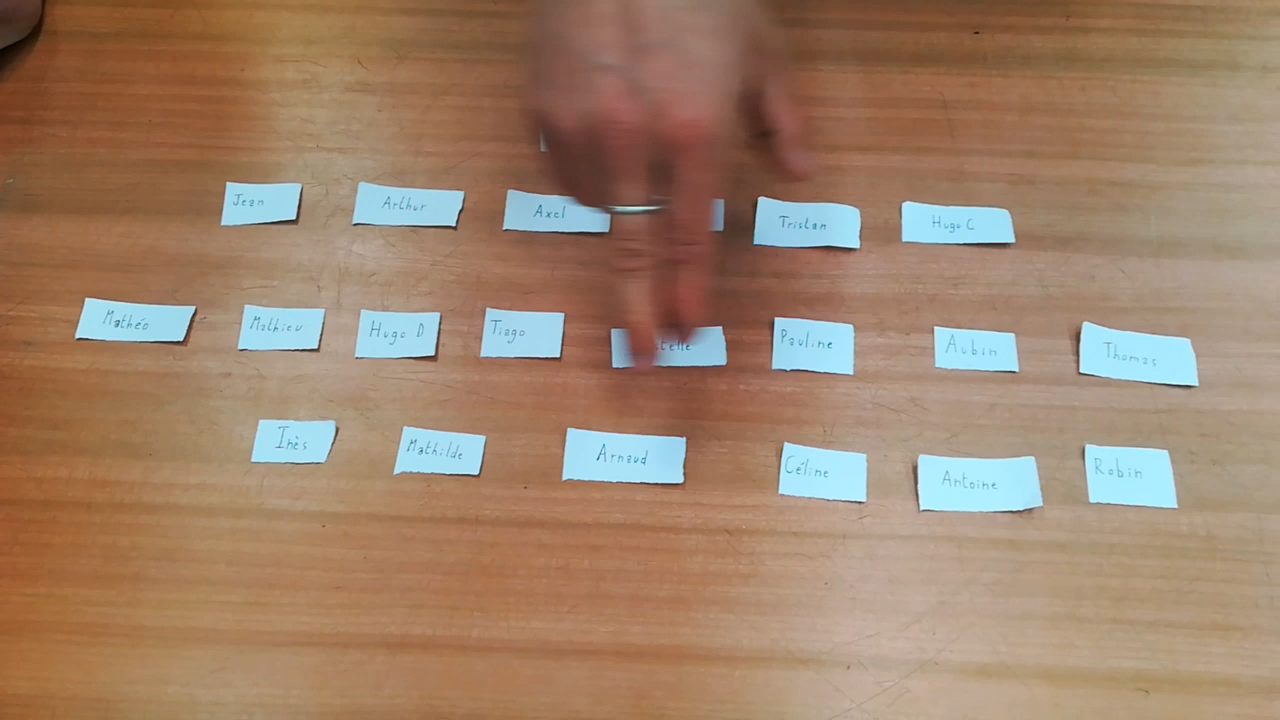 Jean Arthur Axel Tristan Hugo C
Mathéo Mathieu Hugo D Tiago Pauline Aubin Thomas
Inès Mathilde Arnaud Céline Antoine Robin